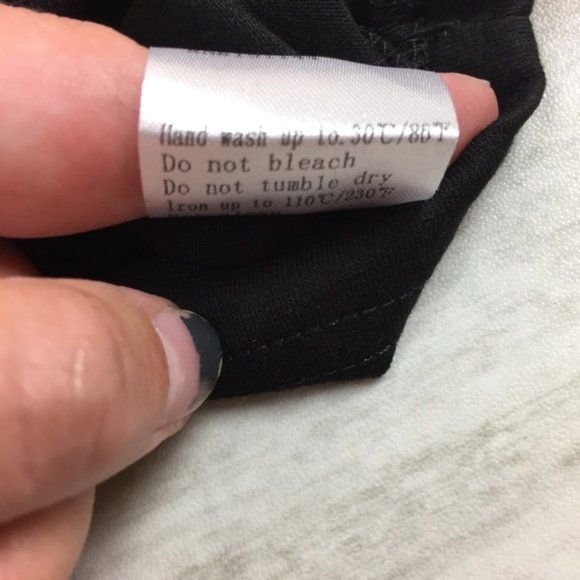 Hand wash up to 30℃/86℉
Do not bleach
Do not tumble dry
Iron up to 110℃/230℉